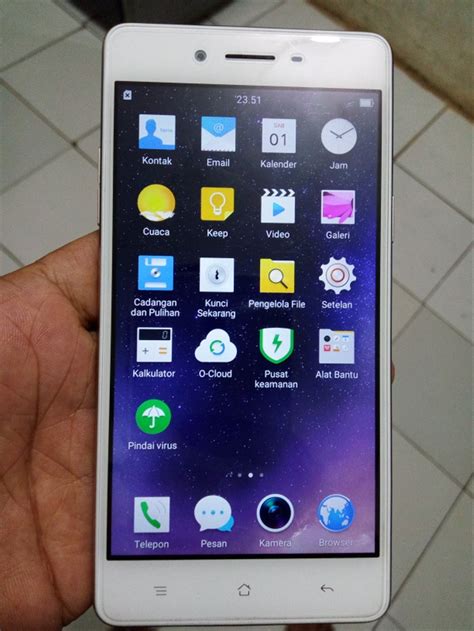 23.51
SAB
01
Kontak
Email
Kalender
Jam
Cuaca
Keep
Video
Galeri
Cadangan
dan Pulihan
Kunci
Sekarang
Pengelola File
Setelan
Kalkulator
O-Cloud
Pusat
keamanan
Alat Bantu
Pindai virus
Telepon
Pesan
Kamera
Browser